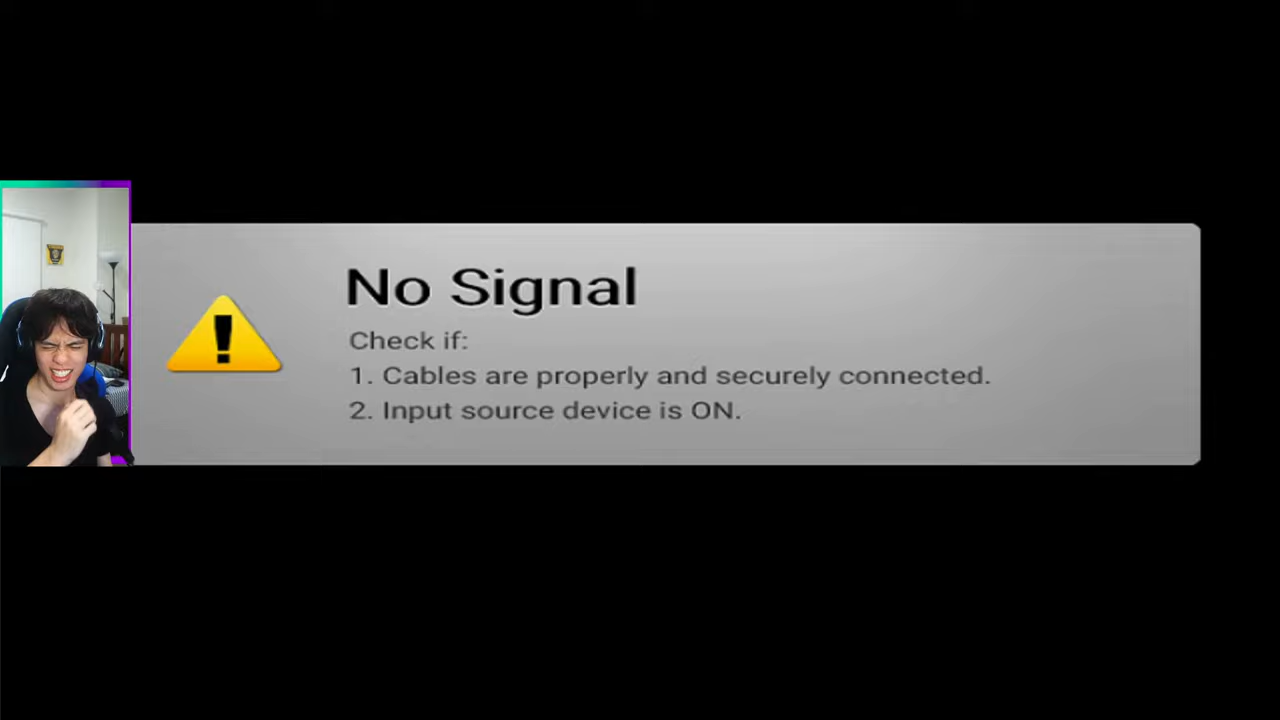 No Signal
Check if:
1. Cables are properly and securely connected.
2. Input source device is ON.